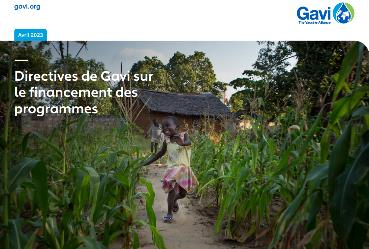 gavi.org
Gavi
The Vaccine Alliance
Avril 2023
Directives de Gavi sur
le financement des
programmes